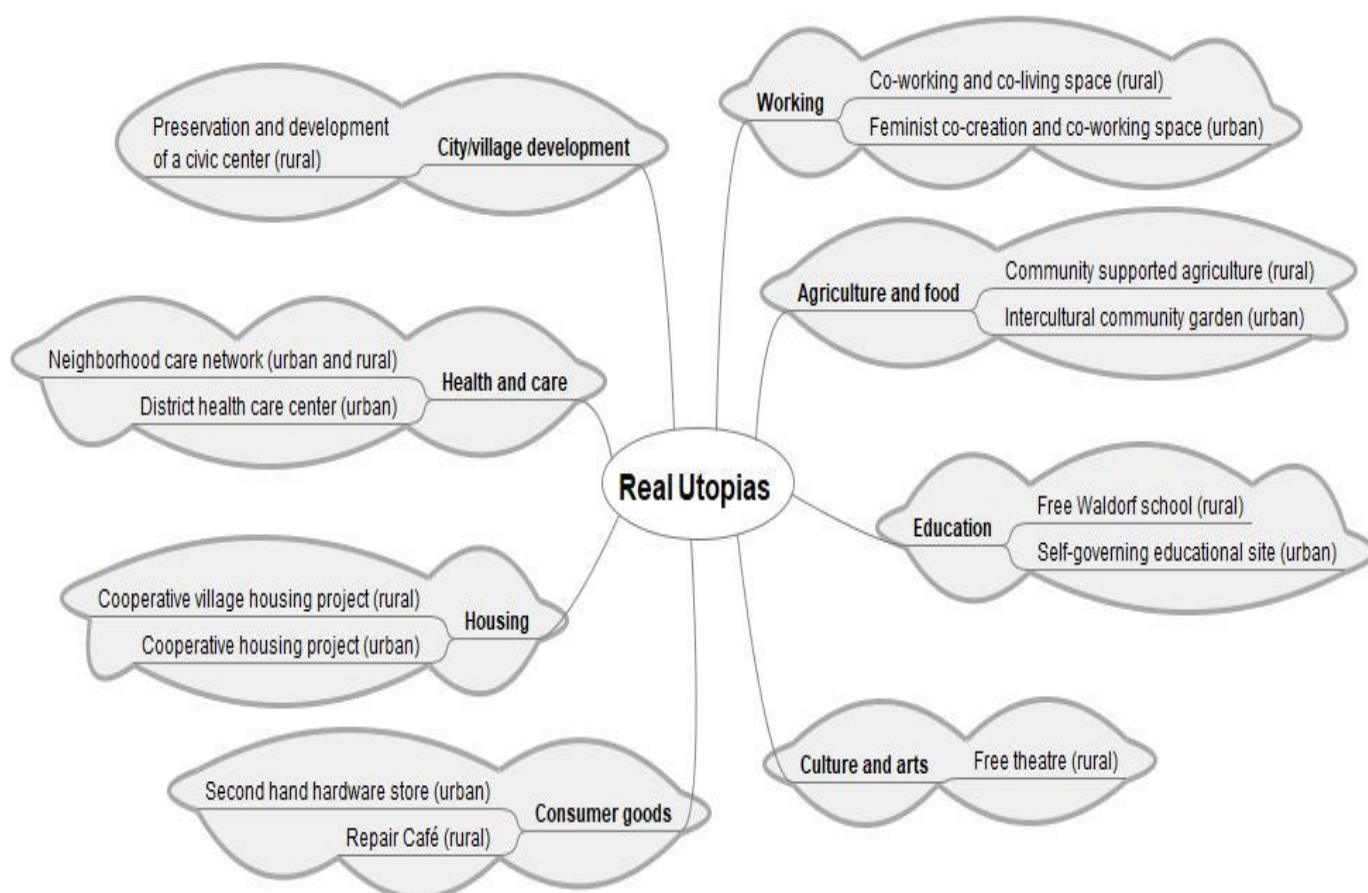 Preservation and development
of a civic center (rural)
City/village development
Neighborhood care network (urban and rural)
District health care center (urban)
Health and care
Cooperative village housing project (rural)
Cooperative housing project (urban)
Housing
Second hand hardware store (urban)
Repair Café (rural)
Consumer goods
Real Utopias
Working
Co-working and co-living space (rural)
Feminist co-creation and co-working space (urban)
Agriculture and food
Community supported agriculture (rural)
Intercultural community garden (urban)
Education
Free Waldorf school (rural)
Self-governing educational site (urban)
Culture and arts
Free theatre (rural)